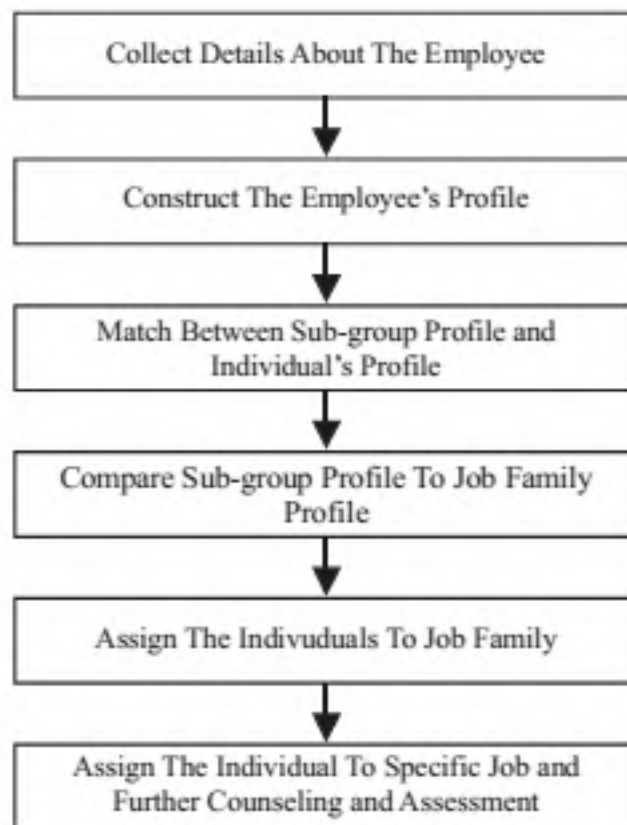 Collect Details About The Employee
Construct The Employee's Profile
Match Between Sub-group Profile and
Individual's Profile
Compare Sub-group Profile To Job Family
Profile
Assign The Indivuduals To Job Family
Assign The Individual To Specific Job and
Further Counseling and Assessment